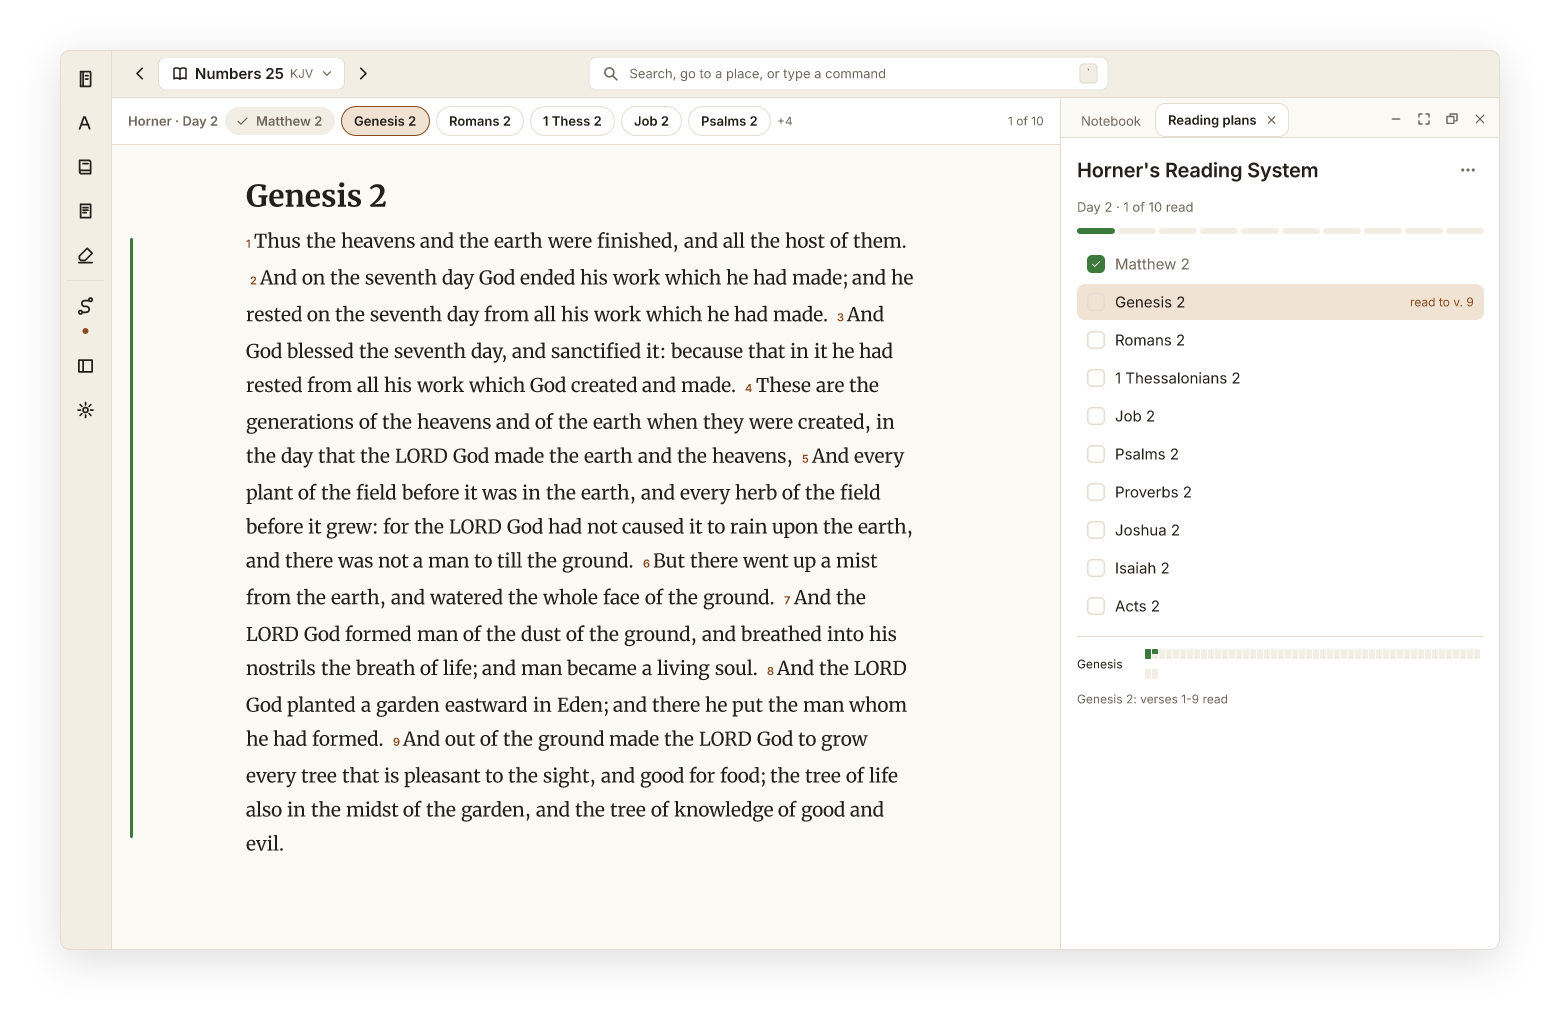 Numbers 25 KJV
Search, go to a place, or type a command
Horner · Day 2
Matthew 2
Genesis 2
Romans 2
1 Thess 2
Job 2
Psalms 2
+4
1 of 10
Genesis 2
1 Thus the heavens and the earth were finished, and all the host of them.
2 And on the seventh day God ended his work which he had made; and he
rested on the seventh day from all his work which he had made. 3 And
God blessed the seventh day, and sanctified it: because that in it he had
rested from all his work which God created and made. 4 These are the
generations of the heavens and of the earth when they were created, in
the day that the LORD God made the earth and the heavens, 5 And every
plant of the field before it was in the earth, and every herb of the field
before it grew: for the LORD God had not caused it to rain upon the earth,
and there was not a man to till the ground. 6 But there went up a mist
from the earth, and watered the whole face of the ground. 7 And the
LORD God formed man of the dust of the ground, and breathed into his
nostrils the breath of life; and man became a living soul. 8 And the LORD
God planted a garden eastward in Eden; and there he put the man whom
he had formed. 9 And out of the ground made the LORD God to grow
every tree that is pleasant to the sight, and good for food; the tree of life
also in the midst of the garden, and the tree of knowledge of good and
evil.
Notebook
Reading plans
Horner's Reading System
Day 2 · 1 of 10 read
Matthew 2
Genesis 2
read to v. 9
Romans 2
1 Thessalonians 2
Job 2
Psalms 2
Proverbs 2
Joshua 2
Isaiah 2
Acts 2
Genesis
Genesis 2: verses 1-9 read